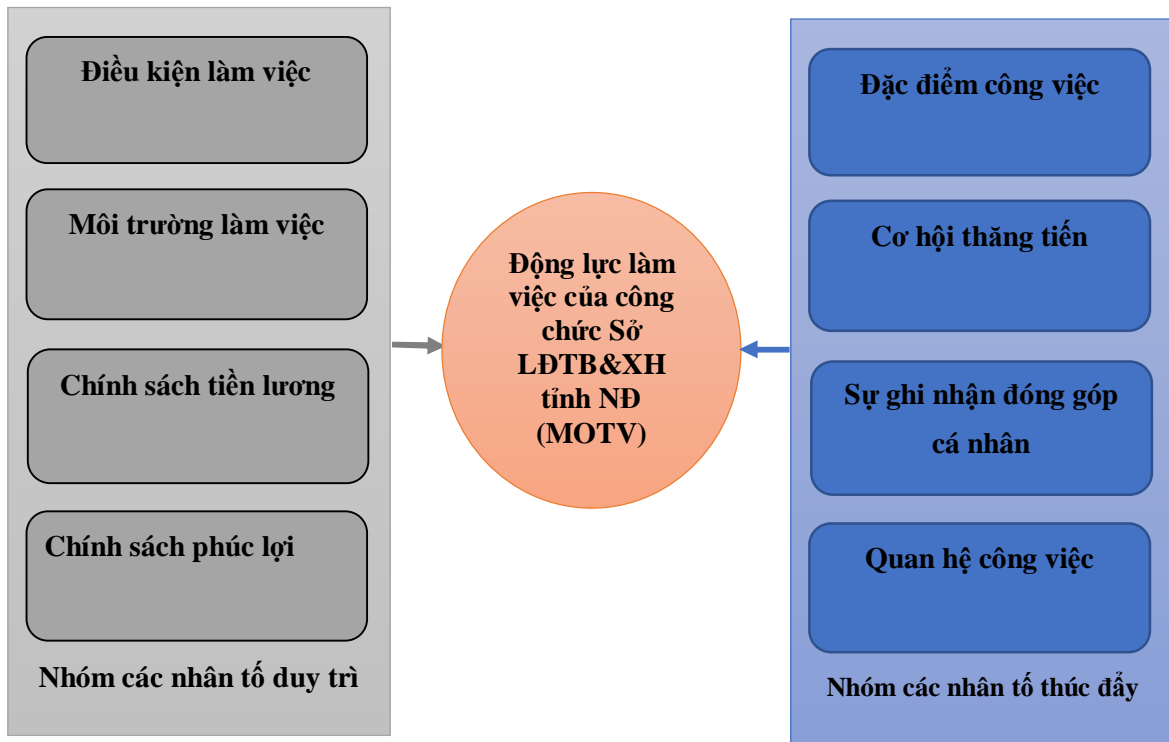 Điều kiện làm việc
Môi trường làm việc
Chính sách tiền lương
Chính sách phúc lợi
Nhóm các nhân tố duy trì
Động lực làm
việc của công
chức Sở
LĐTB&XH
tỉnh NĐ
(MOTV)
Đặc điểm công việc
Cơ hội thăng tiến
Sự ghi nhận đóng góp
cá nhân
Quan hệ công việc
Nhóm các nhân tố thúc đẩy